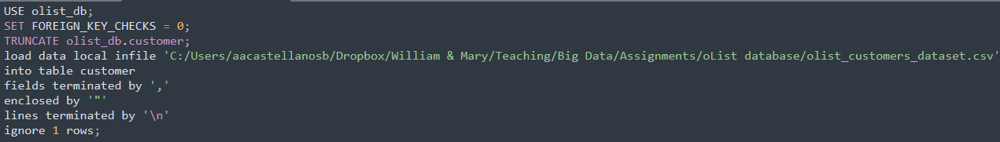 USE olist_db;
SET FOREIGN_KEY_CHECKS = 0;
TRUNCATE olist_db.customer;
load data local infile 'C:/Users/aacastellanosb/Dropbox/William & Mary/Teaching/Big Data/Assignments/oList database/olist_customers_dataset.csv'
into table customer
fields terminated by ','
enclosed by '"'
lines terminated by '\n'
ignore 1 rows;